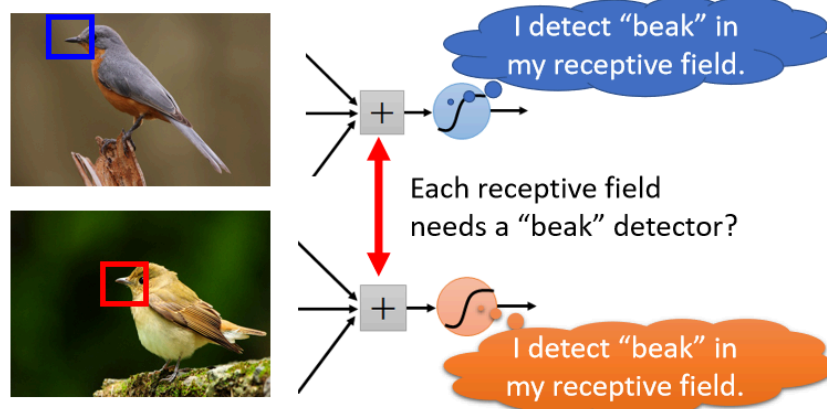 I detect “beak” in
my receptive field.
+
Each receptive field
needs a “beak” detector?
+
I detect “beak” in
my receptive field.